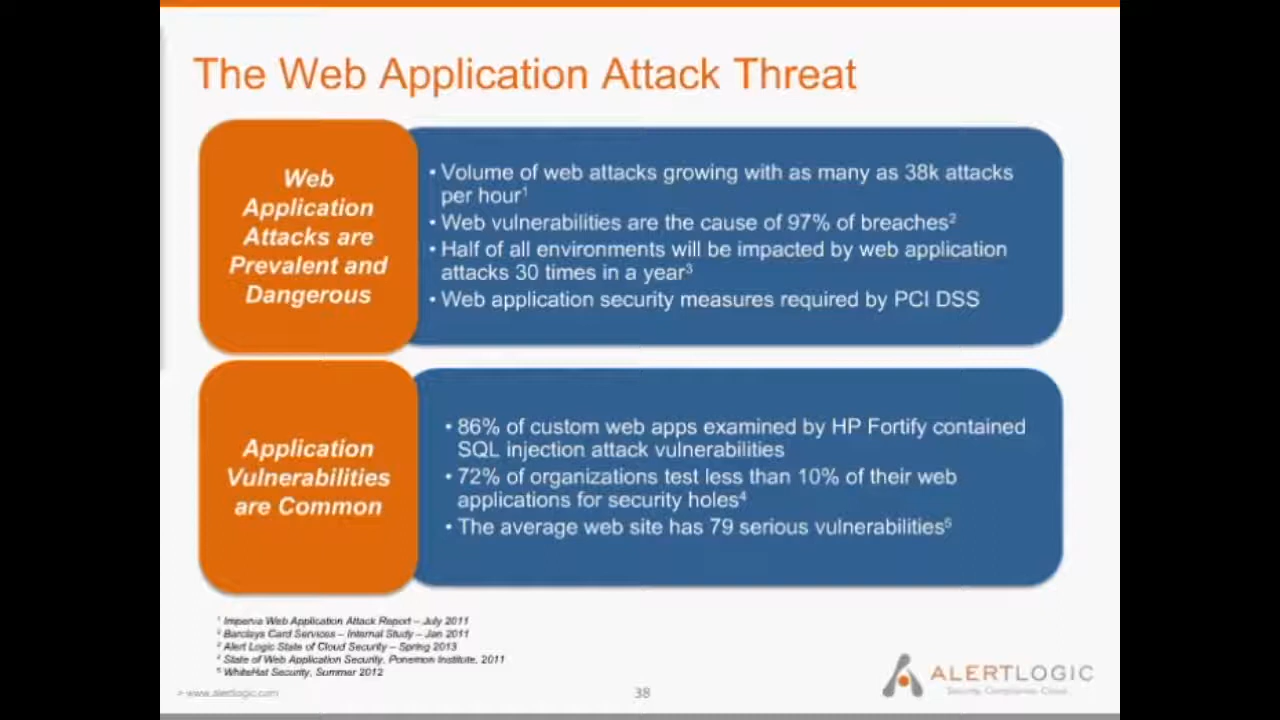 The Web Application Attack Threat
Web
Application
Attacks are
Prevalent and
Dangerous
• Volume of web attacks growing with as many as 38k attacks
per hour¹
• Web vulnerabilities are the cause of 97% of breaches²
• Half of all environments will be impacted by web application
attacks 30 times in a year³
• Web application security measures required by PCI DSS
Application
Vulnerabilities
are Common
• 86% of custom web apps examined by HP Fortify contained
SQL injection attack vulnerabilities
• 72% of organizations test less than 10% of their web
applications for security holes⁴
• The average web site has 79 serious vulnerabilities⁵
¹ Imperva Web Application Attack Report – July 2011
² Barclays Card Services – Internal Study – Jan 2011
³ Alert Logic State of Cloud Security – Spring 2013
⁴ State of Web Application Security, Ponemon Institute, 2011
⁵ WhiteHat Security, Summer 2012
> www.alertlogic.com
38
ALERTLOGIC
Security. Compliance. Cloud.